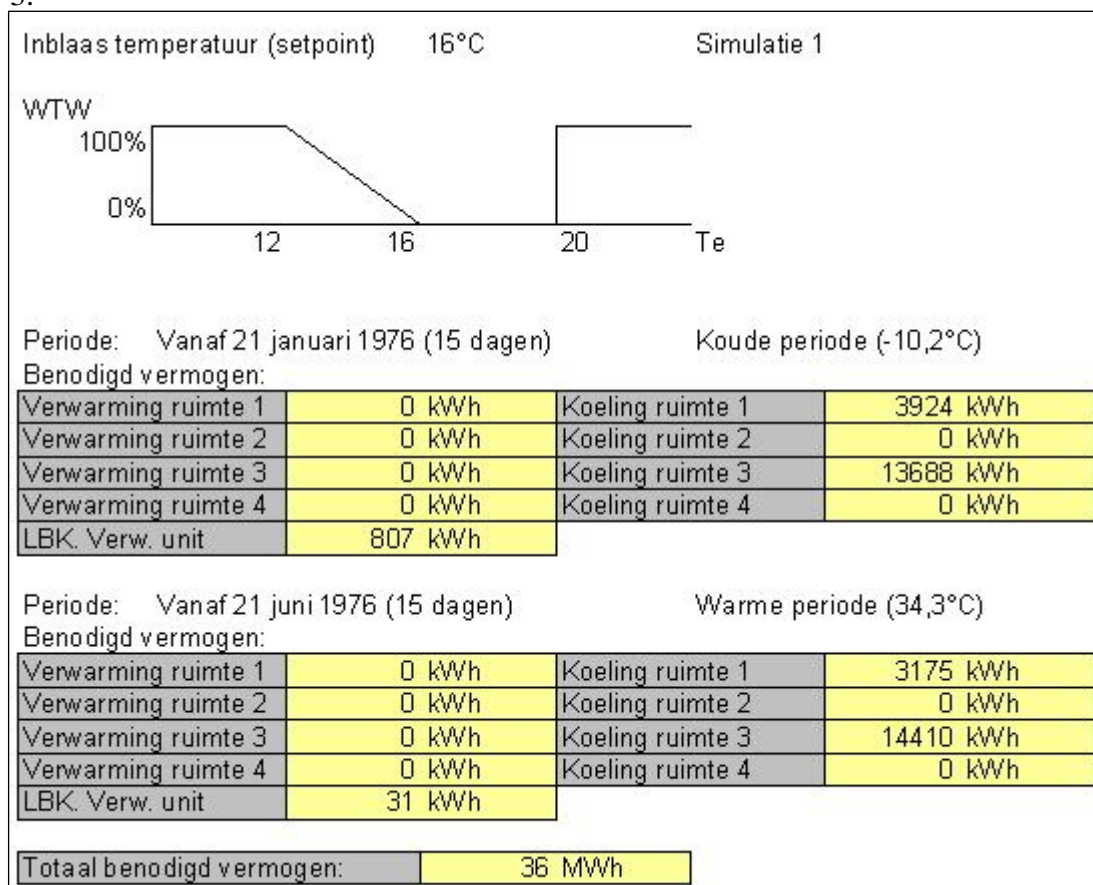 3.
Inblaas temperatuur (setpoint) 16°C Simulatie 1
WTW
100%
0%
12 16 20 Te
Periode: Vanaf 21 januari 1976 (15 dagen) Koude periode (-10,2°C)
Benodigd vermogen:
Verwarming ruimte 1 0 kWh Koeling ruimte 1 3924 kWh
Verwarming ruimte 2 0 kWh Koeling ruimte 2 0 kWh
Verwarming ruimte 3 0 kWh Koeling ruimte 3 13688 kWh
Verwarming ruimte 4 0 kWh Koeling ruimte 4 0 kWh
LBK. Verw. unit 807 kWh
Periode: Vanaf 21 juni 1976 (15 dagen) Warme periode (34,3°C)
Benodigd vermogen:
Verwarming ruimte 1 0 kWh Koeling ruimte 1 3175 kWh
Verwarming ruimte 2 0 kWh Koeling ruimte 2 0 kWh
Verwarming ruimte 3 0 kWh Koeling ruimte 3 14410 kWh
Verwarming ruimte 4 0 kWh Koeling ruimte 4 0 kWh
LBK. Verw. unit 31 kWh
Totaal benodigd vermogen: 36 MWh